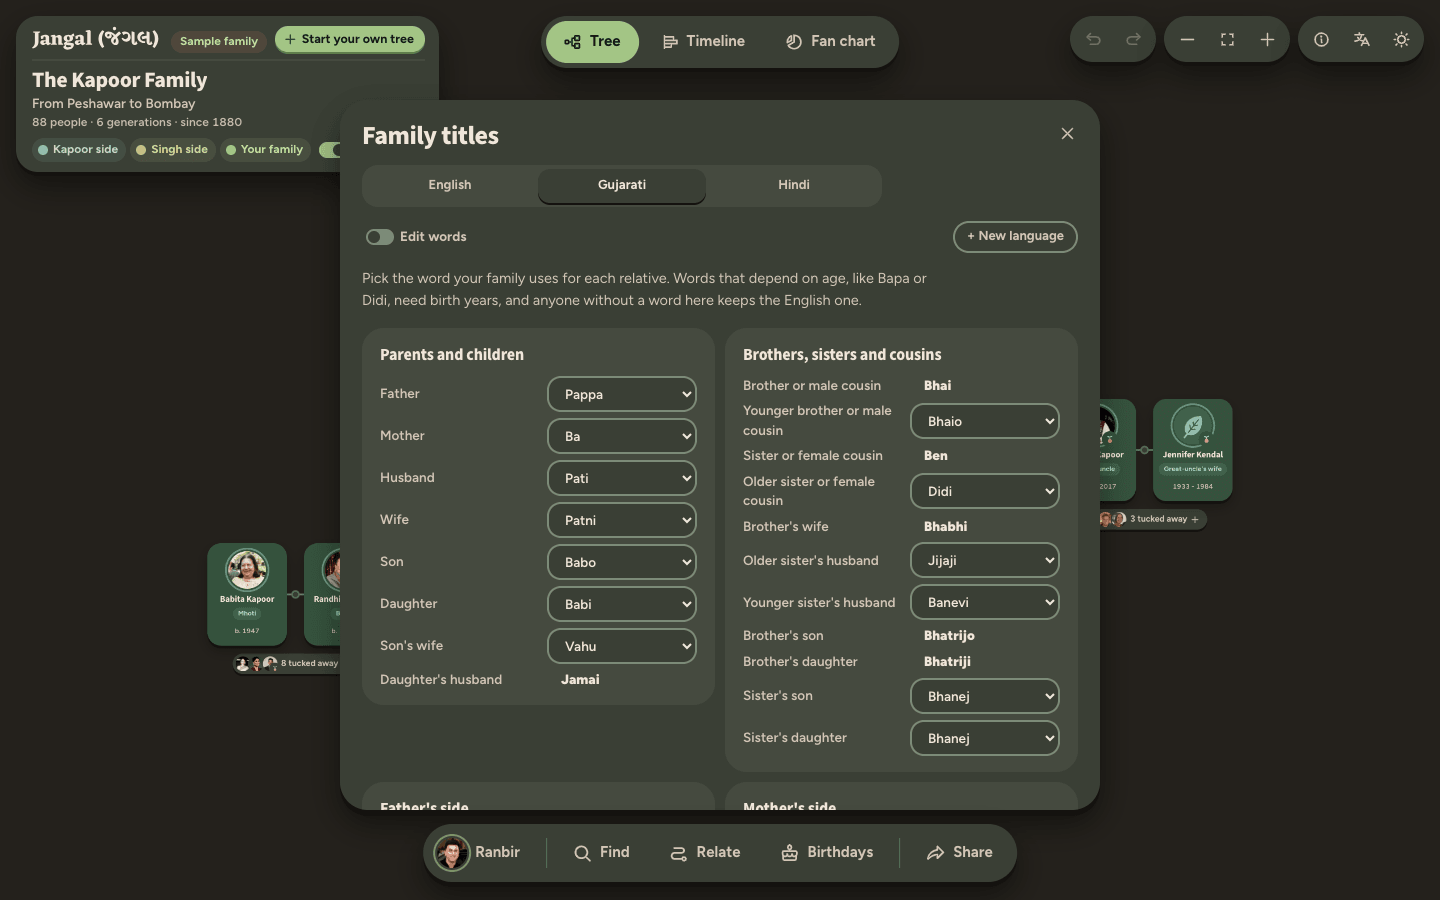 Jangal (જંગલ)
Sample family
+ Start your own tree
The Kapoor Family
From Peshawar to Bombay
88 people · 6 generations · since 1880
Kapoor side
Singh side
Your family
Tree
Timeline
Fan chart
Family titles
English
Gujarati
Hindi
Edit words
+ New language
Pick the word your family uses for each relative. Words that depend on age, like Bapa or
Didi, need birth years, and anyone without a word here keeps the English one.
Parents and children
Father Pappa
Mother Ba
Husband Pati
Wife Patni
Son Babo
Daughter Babi
Son's wife Vahu
Daughter's husband Jamai
Brothers, sisters and cousins
Brother or male cousin Bhai
Younger brother or male
cousin
Bhaio
Sister or female cousin Ben
Older sister or female
cousin
Didi
Brother's wife Bhabhi
Older sister's husband Jijaji
Younger sister's husband Banevi
Brother's son Bhatrijo
Brother's daughter Bhatriji
Sister's son Bhanej
Sister's daughter Bhanej
Father's side
Mother's side
Babita Kapoor
Mhoti
b. 1947
Randhi
b.
8 tucked away
apoor
uncle
2017
Jennifer Kendal
Great-uncle's wife
1933 - 1984
3 tucked away +
Ranbir
Find
Relate
Birthdays
Share